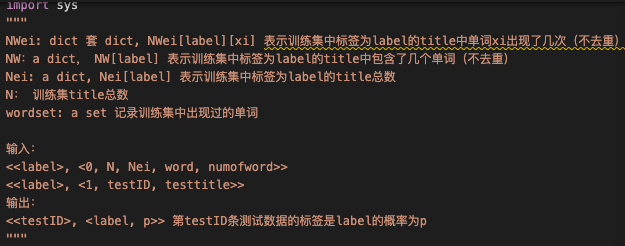 import sys
"""
NWei: dict 套 dict, NWei[label][xi] 表示训练集中标签为label的title中单词xi出现了几次（不去重）
NW：a dict， NW[label] 表示训练集中标签为label的title中包含了几个单词（不去重）
Nei: a dict, Nei[label] 表示训练集中标签为label的title总数
N： 训练集title总数
wordset: a set 记录训练集中出现过的单词
输入：
<<label>, <0, N, Nei, word, numofword>>
<<label>, <1, testID, testtitle>>
输出：
<<testID>, <label, p>> 第testID条测试数据的标签是label的概率为p
"""